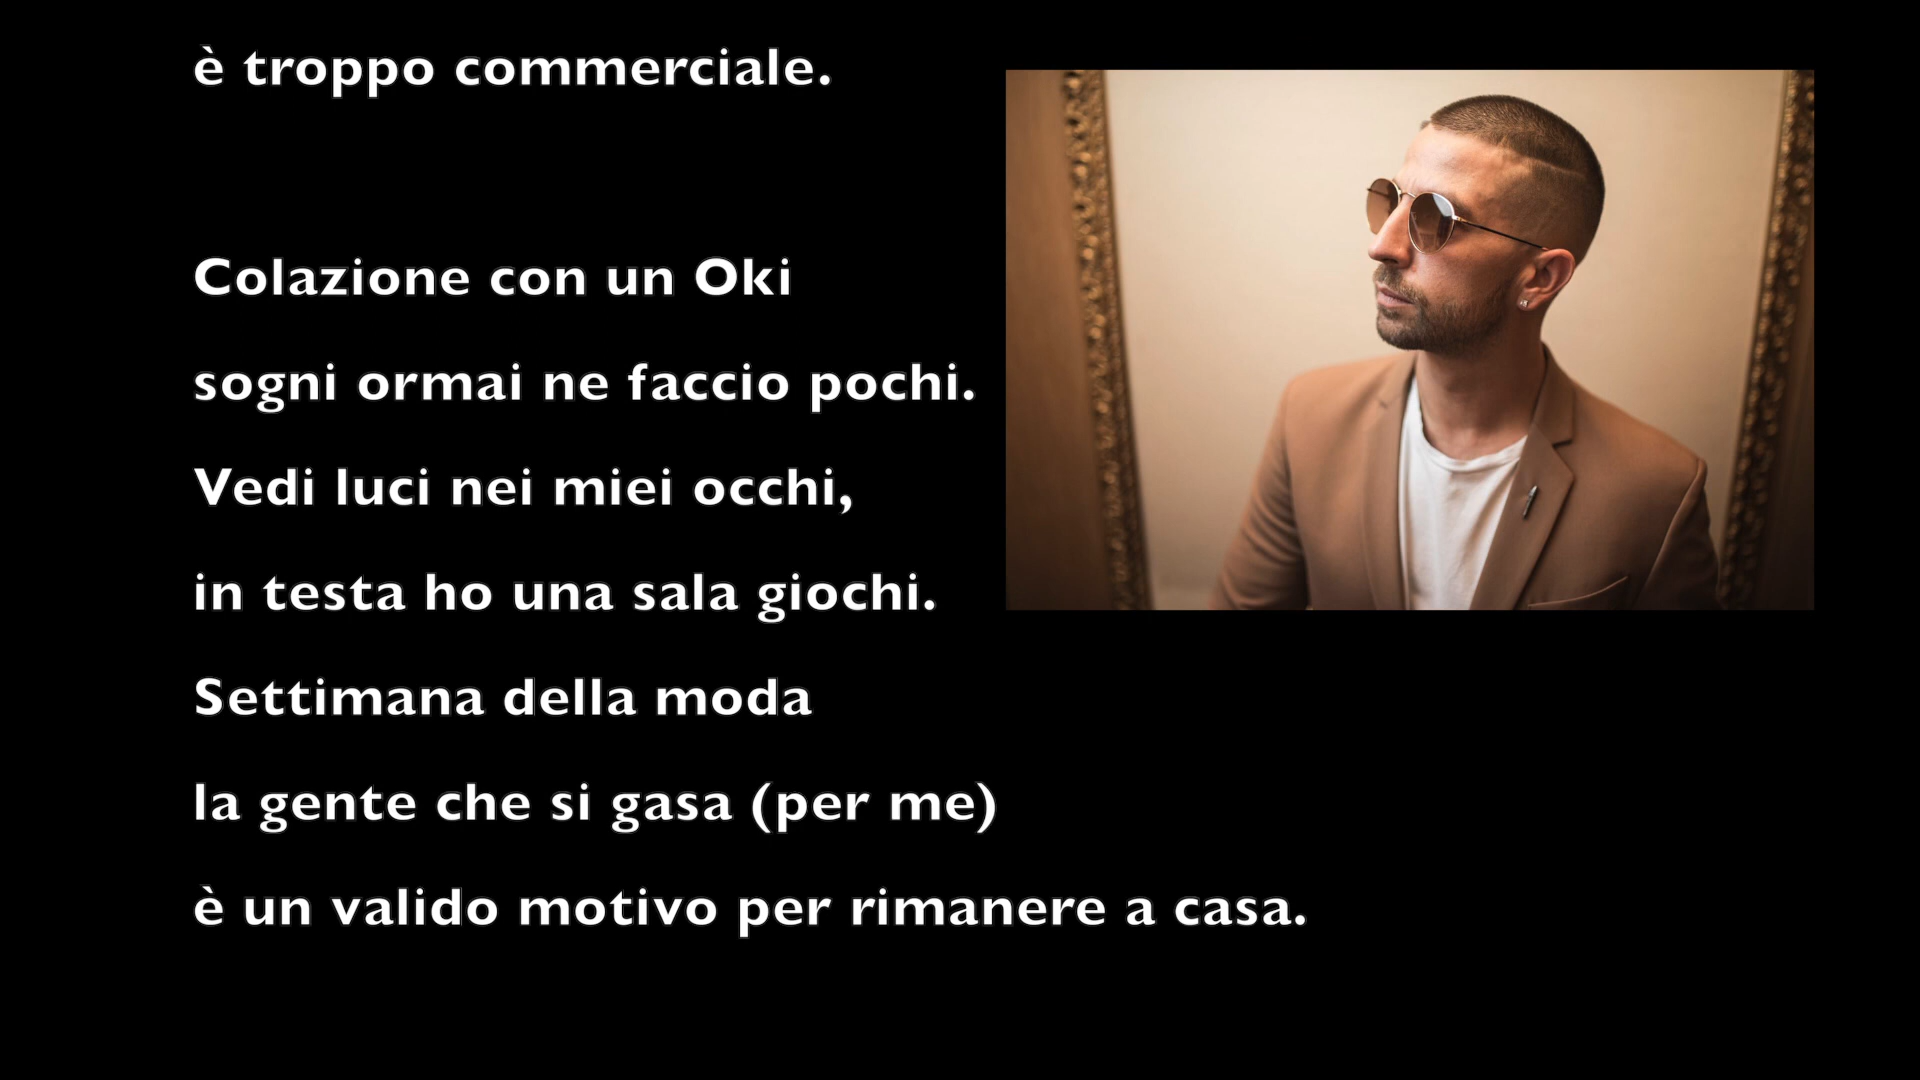 è troppo commerciale.
Colazione con un Oki
sogni ormai ne faccio pochi.
Vedi luci nei miei occhi,
in testa ho una sala giochi.
Settimana della moda
la gente che si gasa (per me)
è un valido motivo per rimanere a casa.